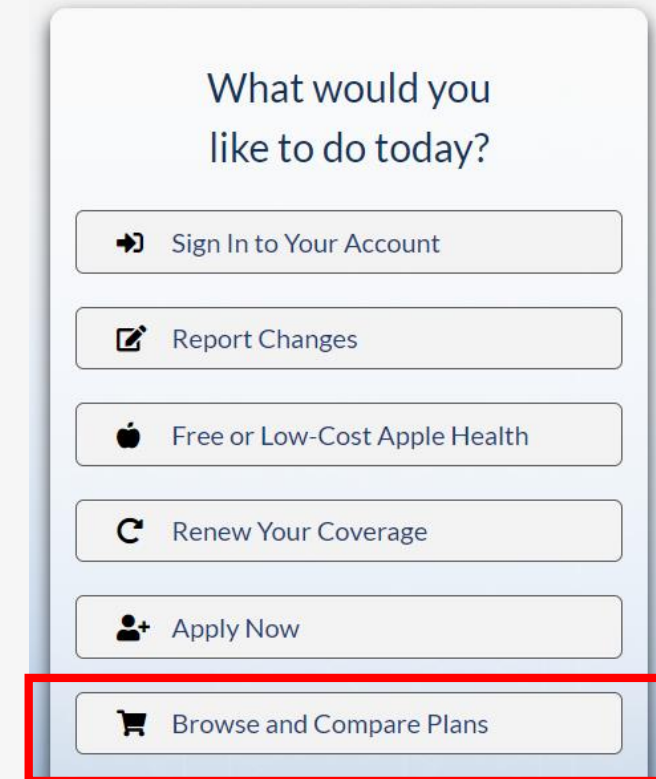 What would you
like to do today?
Sign In to Your Account
Report Changes
Free or Low-Cost Apple Health
Renew Your Coverage
Apply Now
Browse and Compare Plans